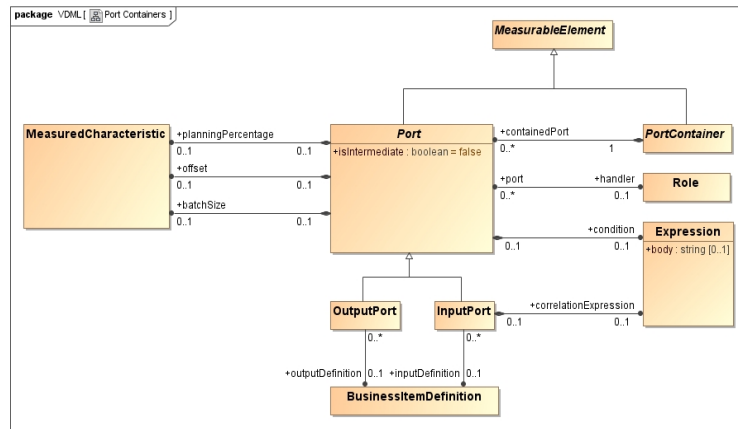 package VDML [ Port Containers ]
MeasurableElement
MeasuredCharacteristic
+planningPercentage
0..1 0..1
+offset
0..1 0..1
+batchSize
0..1 0..1
Port
+isIntermediate : boolean = false
+containedPort
0..* 1
PortContainer
+port +handler
0..* 0..1
Role
+condition
0..1 0..1
Expression
+body : string [0..1]
OutputPort
InputPort
+correlationExpression
0..1 0..1
0..* 0..*
+outputDefinition 0..1 +inputDefinition 0..1
BusinessItemDefinition